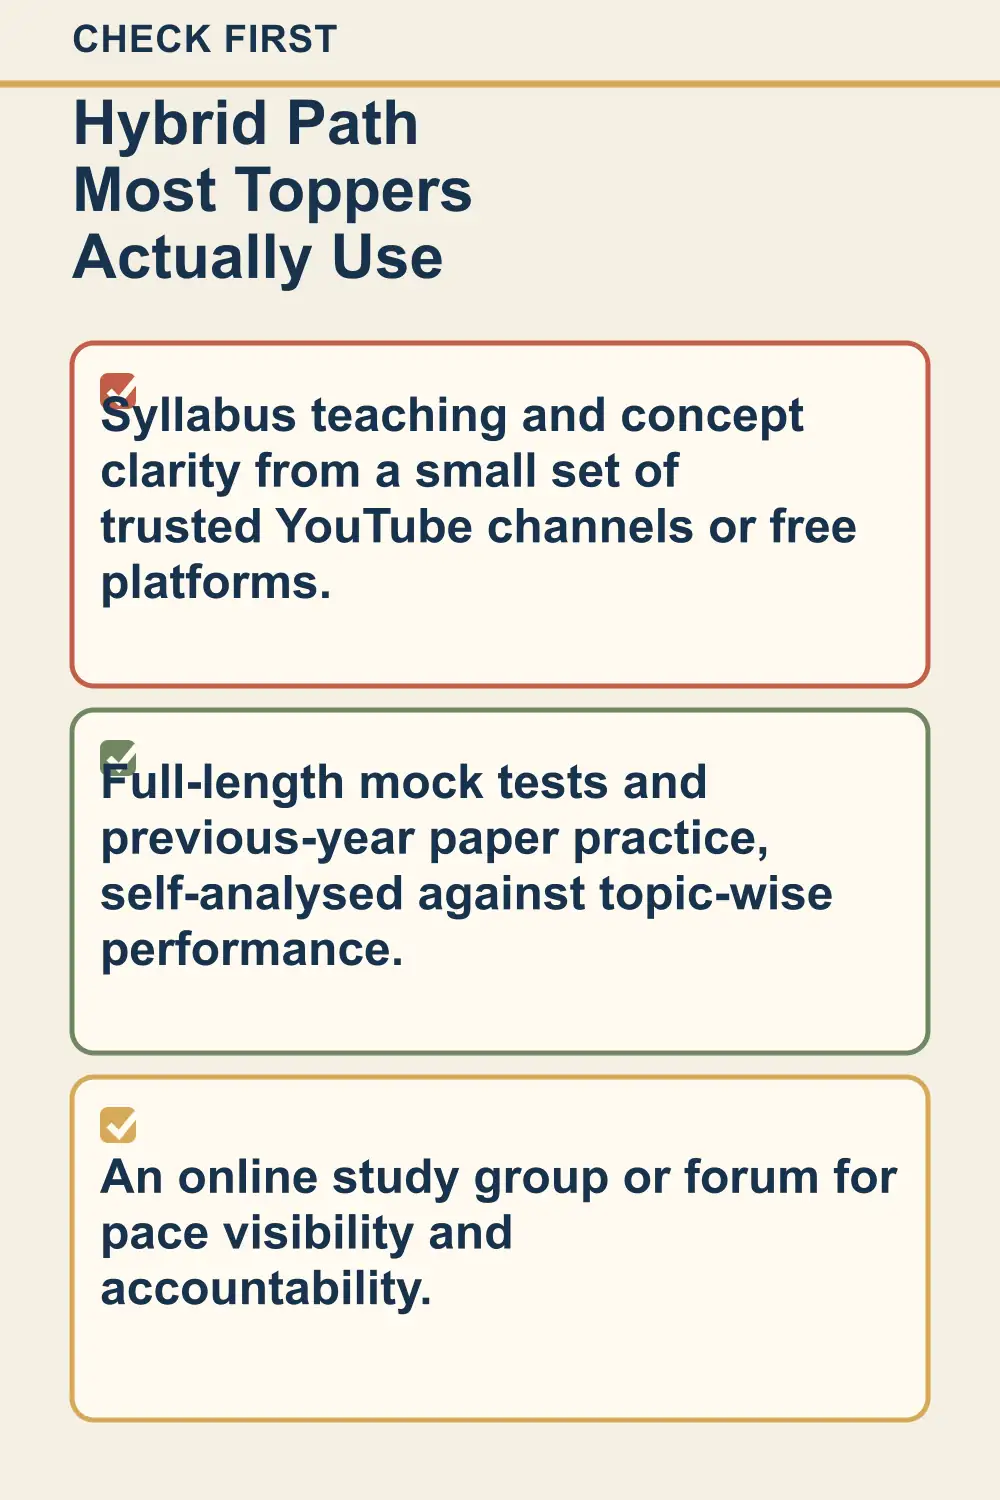 CHECK FIRST
Hybrid Path
Most Toppers
Actually Use
Syllabus teaching and concept
clarity from a small set of
trusted YouTube channels or free
platforms.
Full-length mock tests and
previous-year paper practice,
self-analysed against topic-wise
performance.
An online study group or forum for
pace visibility and
accountability.